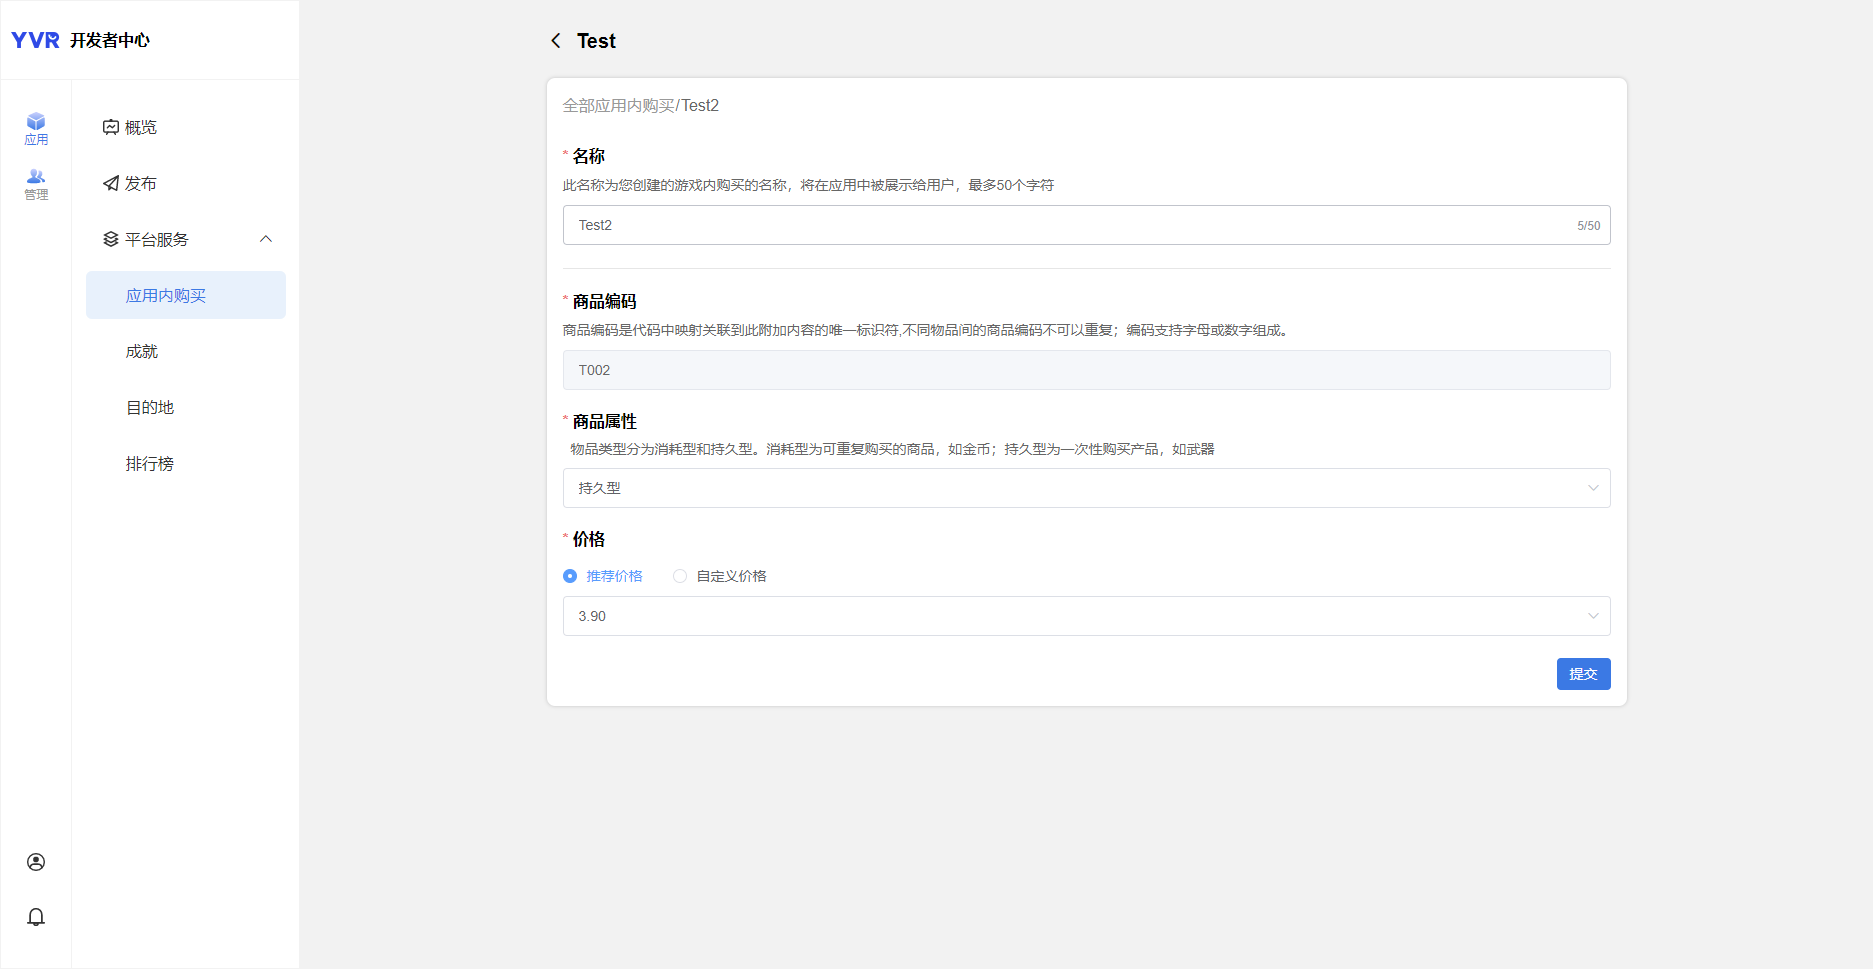 YVR 开发者中心
应用
管理
概览
发布
平台服务
应用内购买
成就
目的地
排行榜
Test
全部应用内购买/Test2
* 名称
此名称为您创建的游戏内购买的名称，将在应用中被展示给用户，最多50个字符
Test2 5/50
* 商品编码
商品编码是代码中映射关联到此附加内容的唯一标识符,不同物品间的商品编码不可以重复；编码支持字母或数字组成。
T002
* 商品属性
物品类型分为消耗型和持久型。消耗型为可重复购买的商品，如金币；持久型为一次性购买产品，如武器
持久型
* 价格
推荐价格 自定义价格
3.90
提交